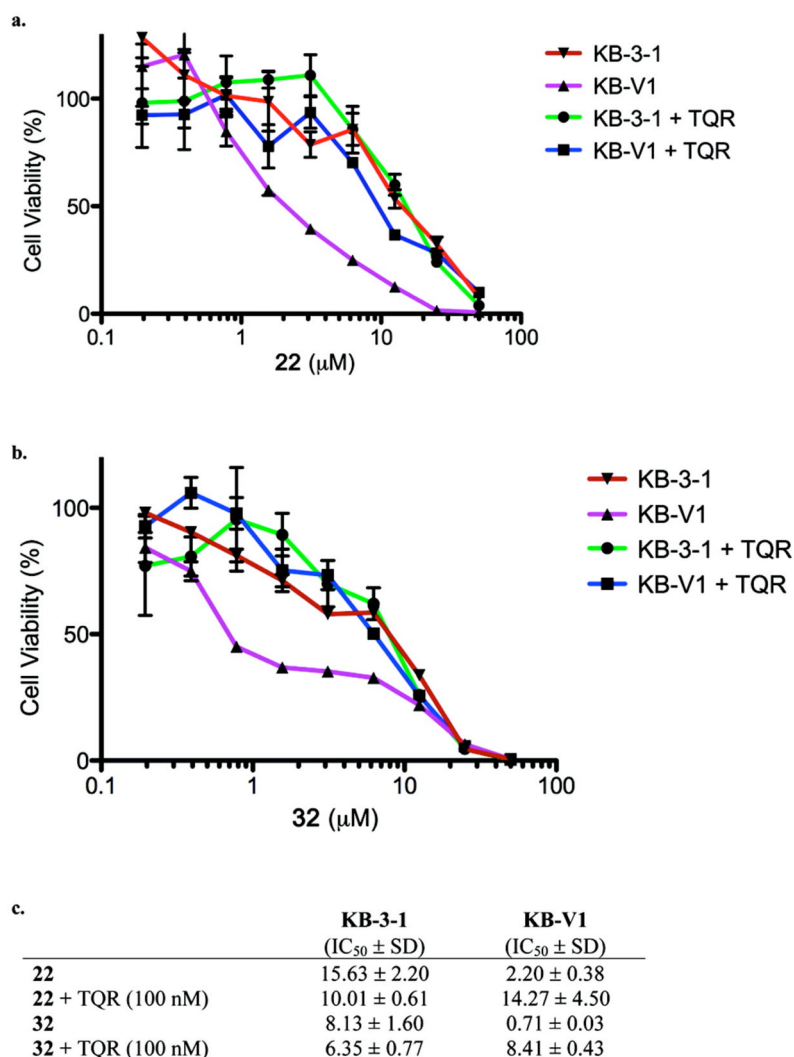 a.
Cell Viability (%)
100
50
0
0.1 1 10 100
22 (μM)
KB-3-1
KB-V1
KB-3-1 + TQR
KB-V1 + TQR
b.
Cell Viability (%)
100
50
0
0.1 1 10 100
32 (μM)
KB-3-1
KB-V1
KB-3-1 + TQR
KB-V1 + TQR
c.
KB-3-1 KB-V1
(IC50 ± SD) (IC50 ± SD)
22 15.63 ± 2.20 2.20 ± 0.38
22 + TQR (100 nM) 10.01 ± 0.61 14.27 ± 4.50
32 8.13 ± 1.60 0.71 ± 0.03
32 + TQR (100 nM) 6.35 ± 0.77 8.41 ± 0.43